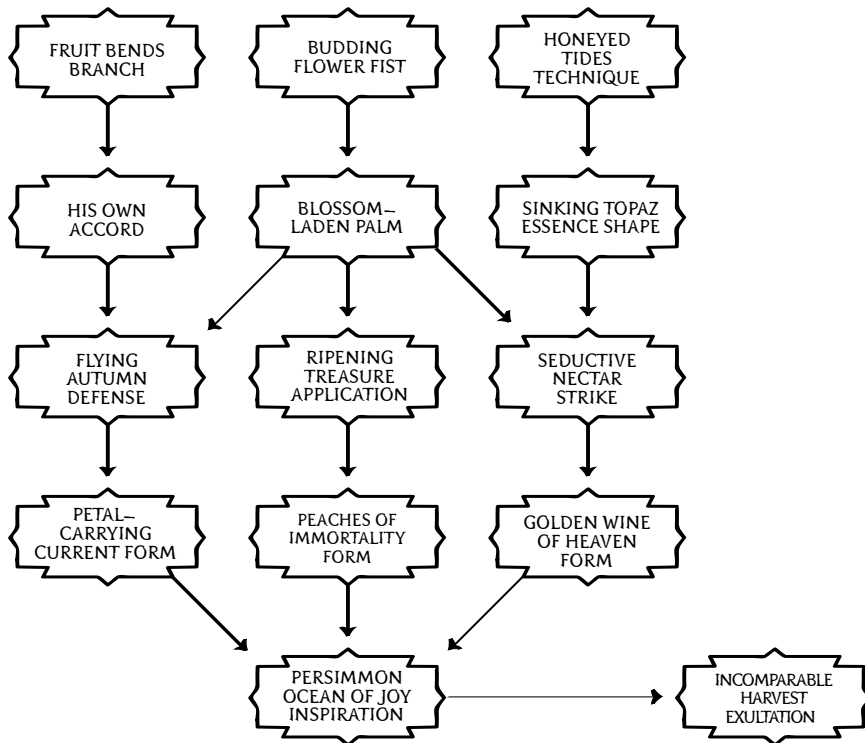 FRUIT BENDS
BRANCH
BUDDING
FLOWER FIST
HONEYED
TIDES
TECHNIQUE
HIS OWN
ACCORD
BLOSSOM–
LADEN PALM
SINKING TOPAZ
ESSENCE SHAPE
FLYING
AUTUMN
DEFENSE
RIPENING
TREASURE
APPLICATION
SEDUCTIVE
NECTAR
STRIKE
PETAL–
CARRYING
CURRENT FORM
PEACHES OF
IMMORTALITY
FORM
GOLDEN WINE
OF HEAVEN
FORM
PERSIMMON
OCEAN OF JOY
INSPIRATION
INCOMPARABLE
HARVEST
EXULTATION